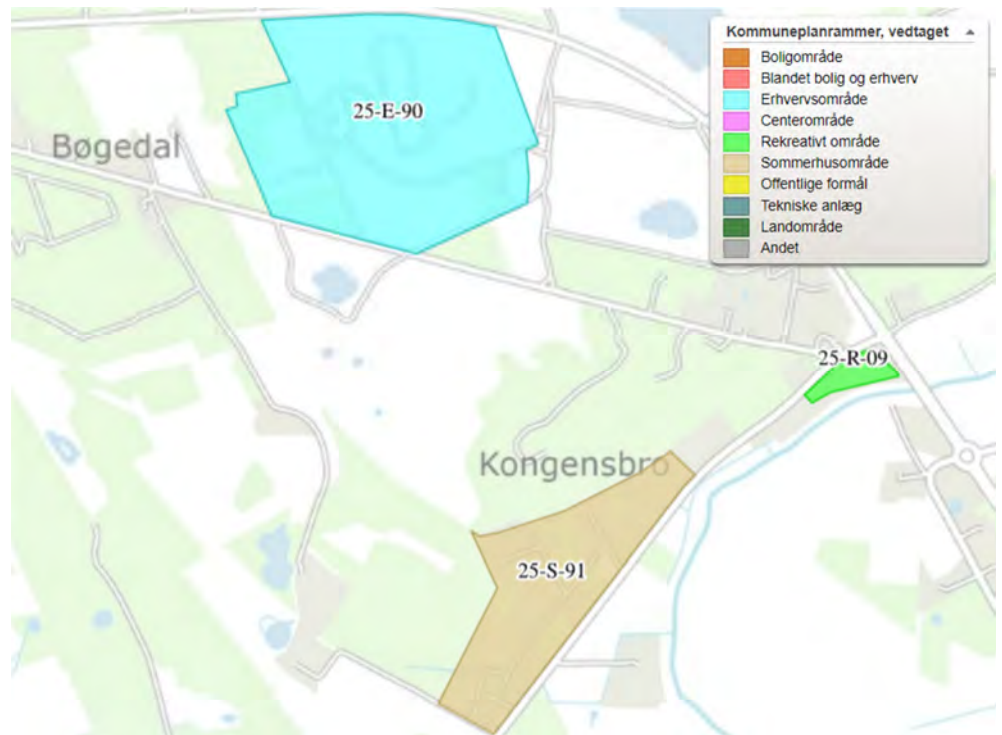 Kommuneplanrammer, vedtaget
Boligområde
Blandet bolig og erhverv
Erhvervsområde
Centerområde
Rekreativt område
Sommerhusområde
Offentlige formål
Tekniske anlæg
Landområde
Andet
25-E-90
Bøgedal
25-R-09
Kongensbro
25-S-91